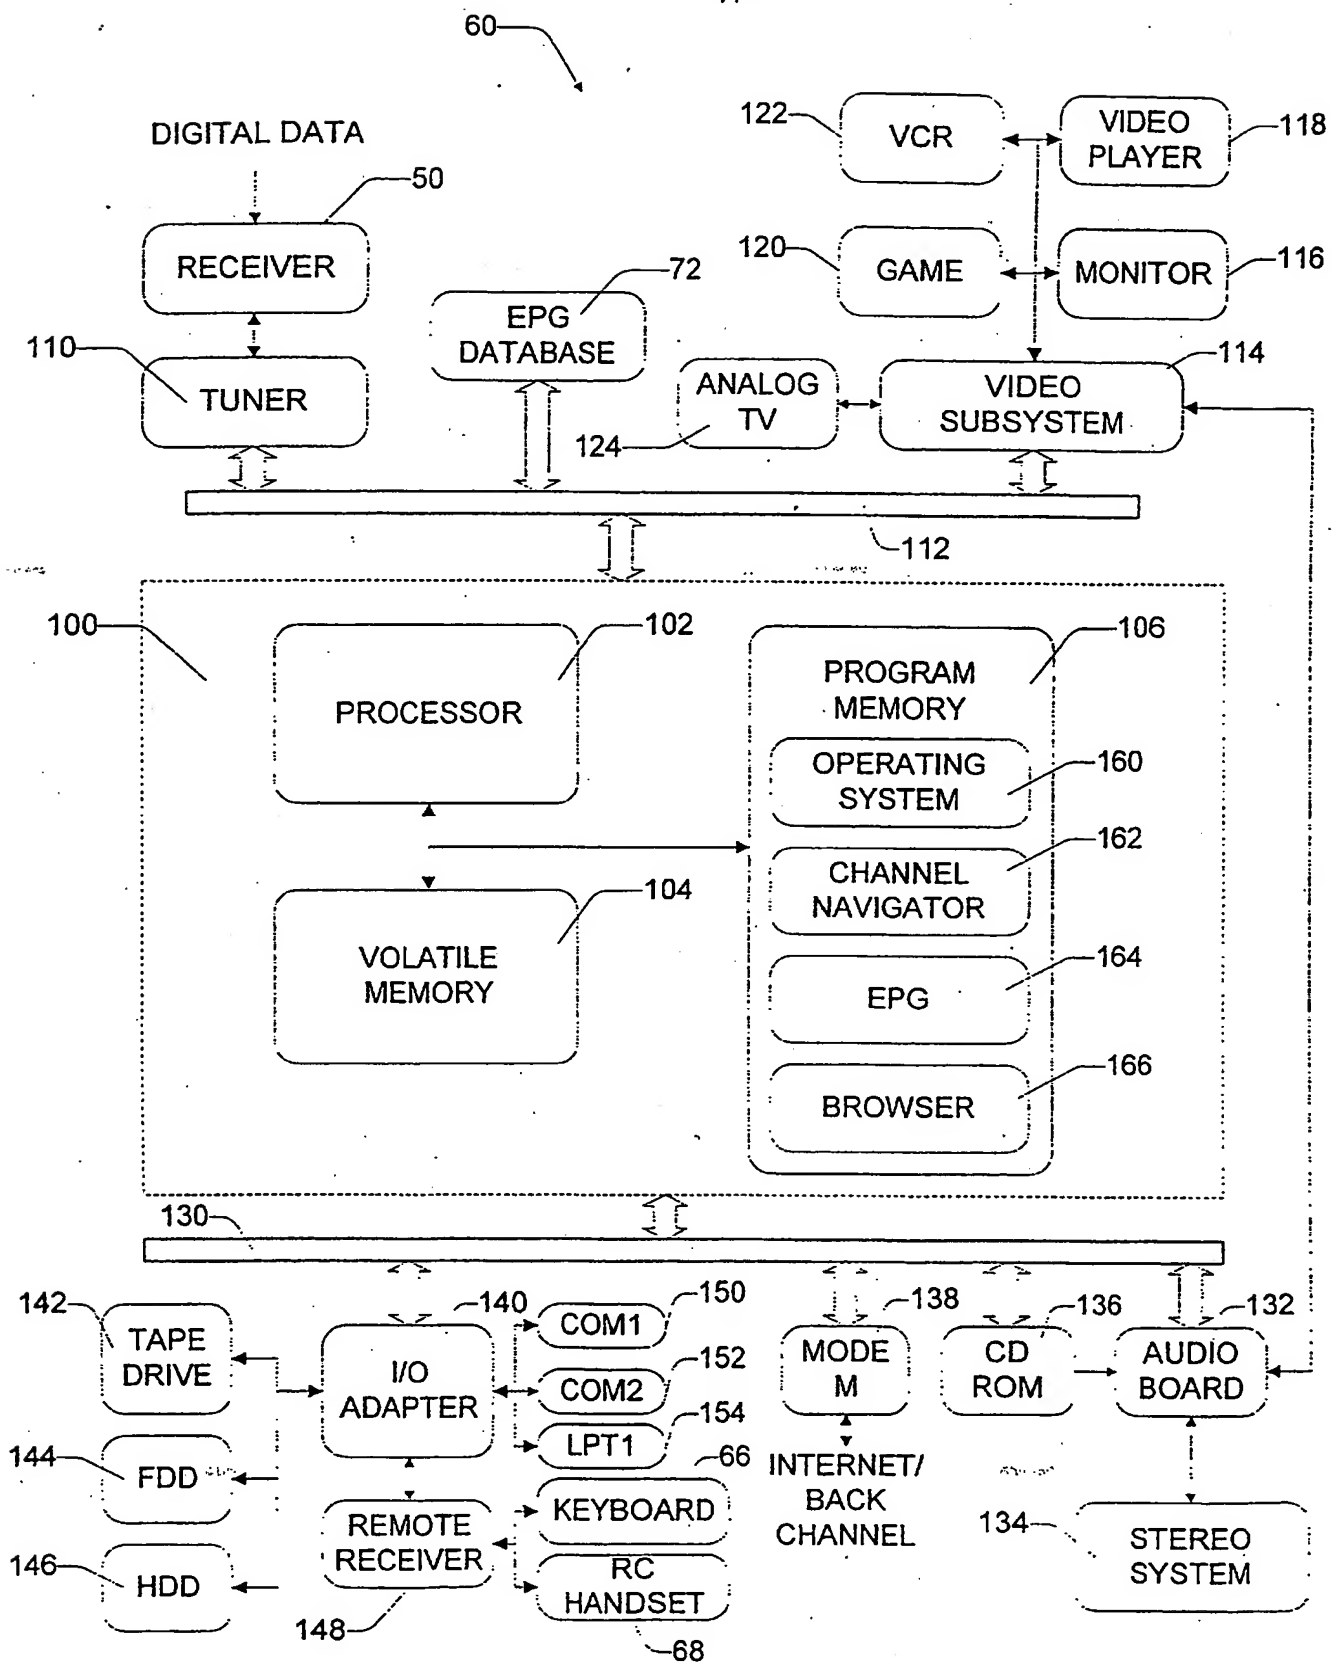 60
DIGITAL DATA
50
RECEIVER
110
TUNER
72
EPG
DATABASE
122
VCR
VIDEO
PLAYER
118
120
GAME
MONITOR
116
ANALOG
TV
124
VIDEO
SUBSYSTEM
114
112
100
PROCESSOR
102
VOLATILE
MEMORY
104
PROGRAM
MEMORY
106
OPERATING
SYSTEM
160
CHANNEL
NAVIGATOR
162
EPG
164
BROWSER
166
130
142
TAPE
DRIVE
144
FDD
146
HDD
140
I/O
ADAPTER
REMOTE
RECEIVER
148
COM1
150
COM2
152
LPT1
154
66
KEYBOARD
RC
HANDSET
68
138
MODE
M
INTERNET/
BACK
CHANNEL
136
CD
ROM
132
AUDIO
BOARD
134
STEREO
SYSTEM